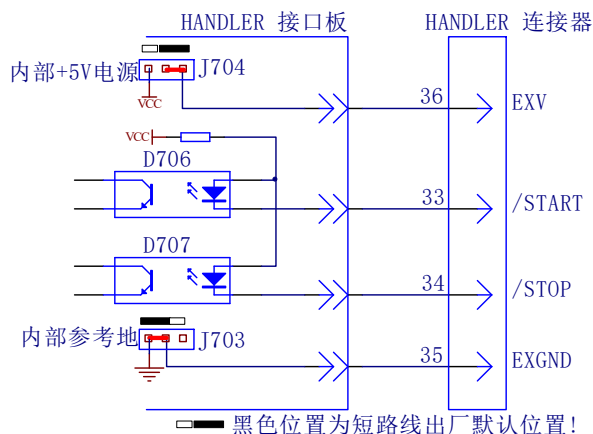 HANDLER 接口板
HANDLER 连接器
内部+5V电源
J704
VCC
36
EXV
VCC
D706
33
/START
D707
34
/STOP
内部参考地
J703
35
EXGND
黑色位置为短路线出厂默认位置!